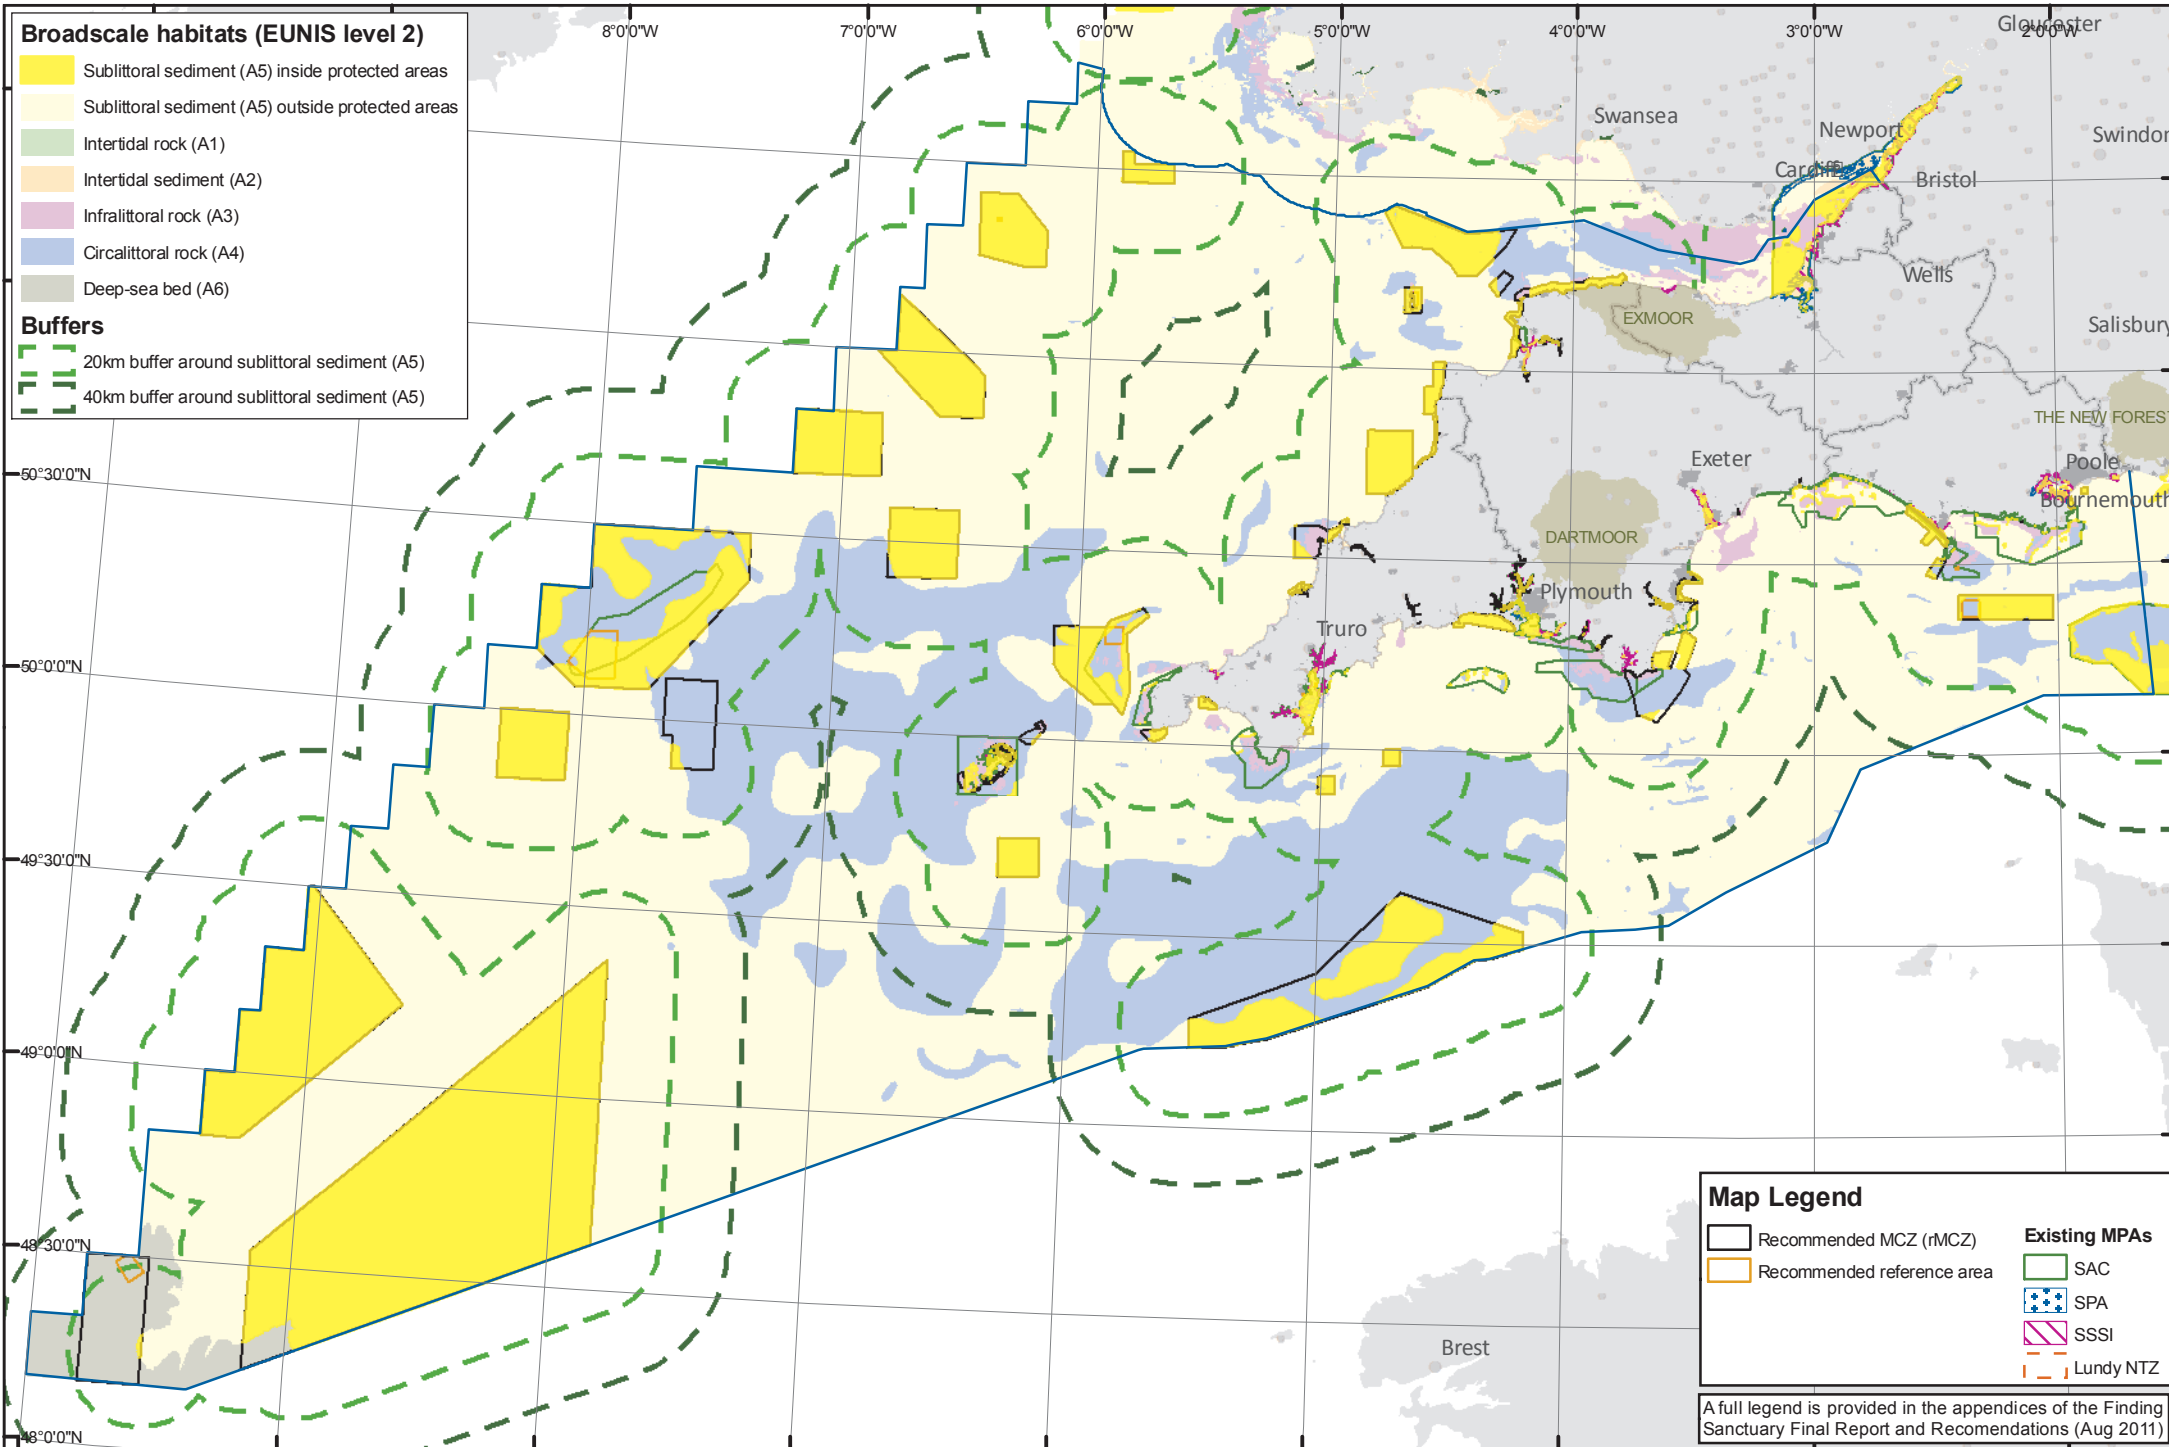 Broadscale habitats (EUNIS level 2)
Sublittoral sediment (A5) inside protected areas
Sublittoral sediment (A5) outside protected areas
Intertidal rock (A1)
Intertidal sediment (A2)
Infralittoral rock (A3)
Circalittoral rock (A4)
Deep-sea bed (A6)
Buffers
20km buffer around sublittoral sediment (A5)
40km buffer around sublittoral sediment (A5)
8°0'0"W
7°0'0"W
6°0'0"W
5°0'0"W
4°0'0"W
3°0'0"W
2°0'0"W
Gloucester
Swansea
Newport
Swindon
Cardiff
Bristol
Wells
EXMOOR
Salisbury
THE NEW FOREST
50°30'0"N
Exeter
Poole
Bournemouth
DARTMOOR
Plymouth
Truro
50°0'0"N
49°30'0"N
49°0'0"N
48°30'0"N
48°0'0"N
Brest
Map Legend
Recommended MCZ (rMCZ)
Recommended reference area
Existing MPAs
SAC
SPA
SSSI
Lundy NTZ
A full legend is provided in the appendices of the Finding
Sanctuary Final Report and Recomendations (Aug 2011)